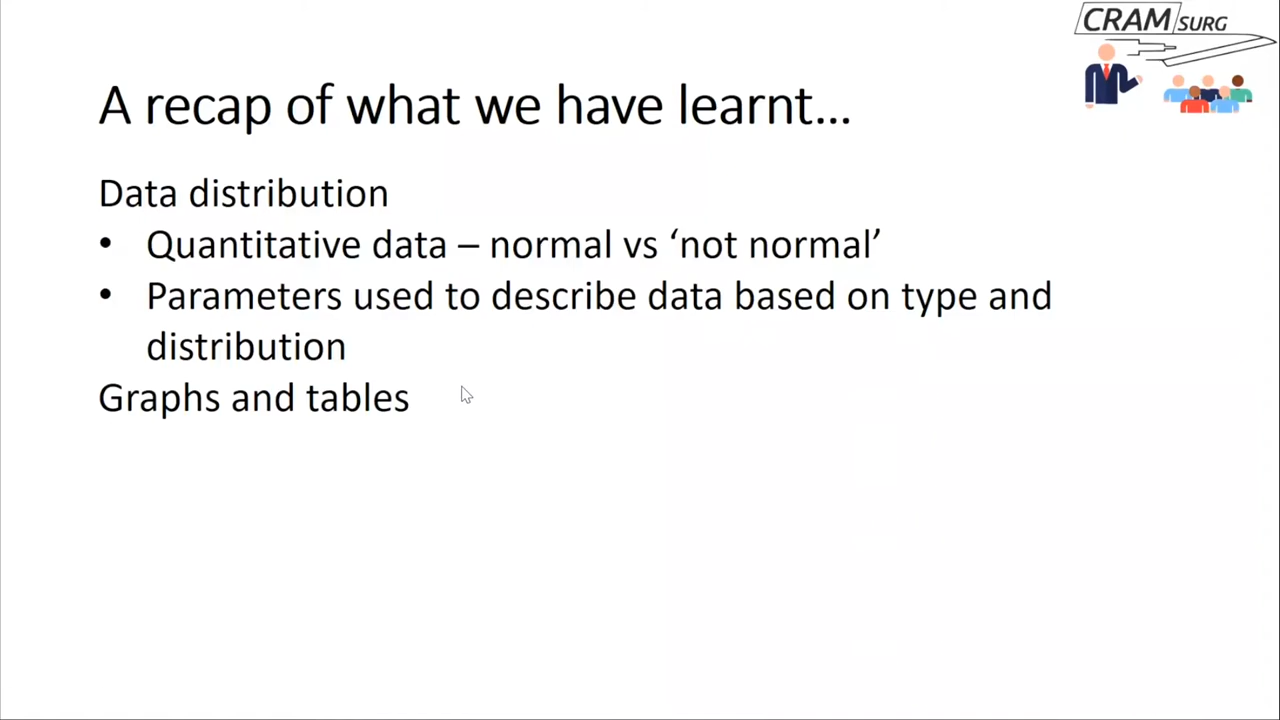 CRAM SURG
A recap of what we have learnt...
Data distribution
• Quantitative data – normal vs ‘not normal’
• Parameters used to describe data based on type and
distribution
Graphs and tables